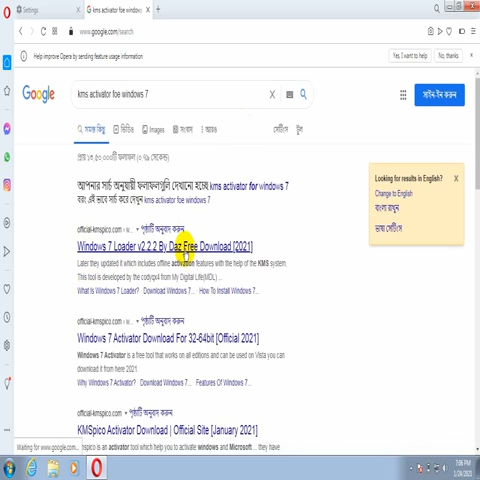 Settings
kms activator foe window
www.google.com/search
Help improve Opera by sending feature usage information
Yes, I want to help
No, thanks
Google
kms activator foe windows 7
সাইন-ইন করুন
সমস্ত কিছু
ভিডিও
Images
সংবাদ
আরও
সেটিংস
টুল
আপনার সার্চ অনুযায়ী ফলাফলগুলি দেখানো হচ্ছে kms activator for windows 7
বরং এই ভাবে সার্চ করে দেখুন kms activator foe windows 7
Looking for results in English?
Change to English
বাংলা রাখুন
ভাষা সেটিংস
official-kmspico.com › w... পৃষ্ঠাটি অনুবাদ করুন
Windows 7 Loader v2.2.2 By Daz Free Download [2021]
Later they updated it which includes offline activation features with the help of the KMS system.
This tool is developed by the codyqx4 from My Digital Life(MDL) ...
What Is Windows 7 Loader? · Download Windows 7... · How To Install Windows 7...
official-kmspico.com › w... पृष्ठাটি অনুবাদ করুন
Windows 7 Activator Download For 32-64bit [Official 2021]
Windows 7 Activator is a free tool that works on all editions and can be used on Vista you can
download it from here 2021.
Why Windows 7 Activator? · Download Windows 7... · Features Of Windows 7...
official-kmspico.com পৃষ্ঠাটি অনুবাদ করুন
KMSPico Activator Download | Official Site [January 2021]
is an activator tool which help you to activate windows and Microsoft ... they have
Waiting for www.google.com...
7:06 PM
1/24/2021